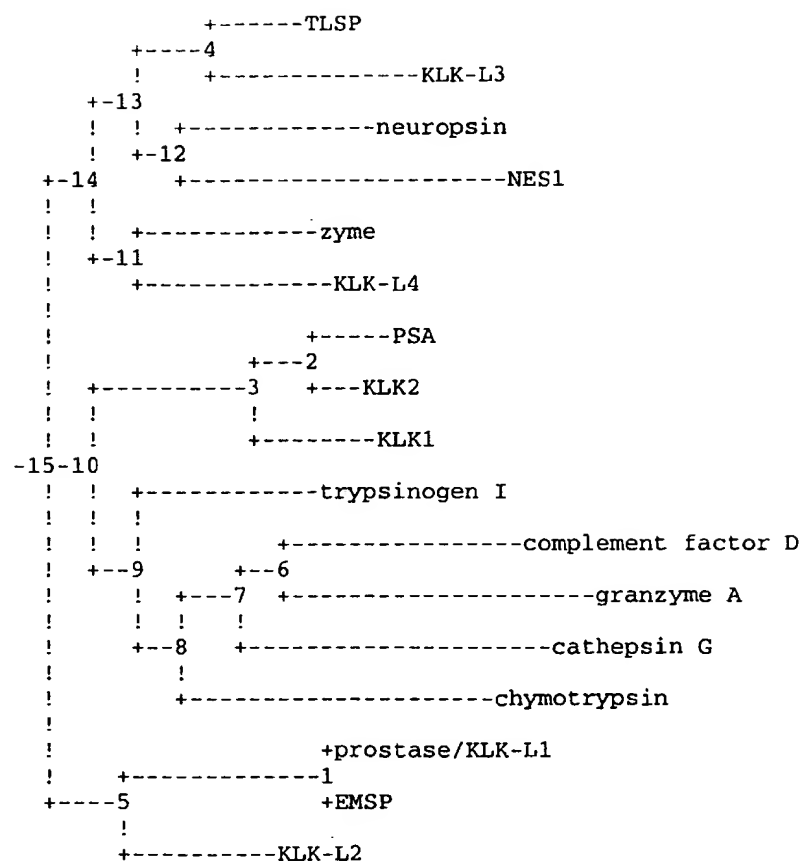 +------TLSP
+----4
! +--------------KLK-L3
+-13
! ! +-------------neuropsin
! +-12
+-14 +---------------------NES1
! !
! ! +------------zyme
! +-11
! +-------------KLK-L4
!
! +-----PSA
! +---2
! +-----------3 +---KLK2
! ! !
! ! +--------KLK1
-15-10
! ! +------------trypsinogen I
! ! !
! ! ! +----------------complement factor D
! +--9 +--6
! ! +---7 +---------------------granzyme A
! ! ! !
! +--8 +---------------------cathepsin G
! !
! +---------------------chymotrypsin
!
! +prostase/KLK-L1
! +-------------1
+----5 +EMSP
!
+----------KLK-L2